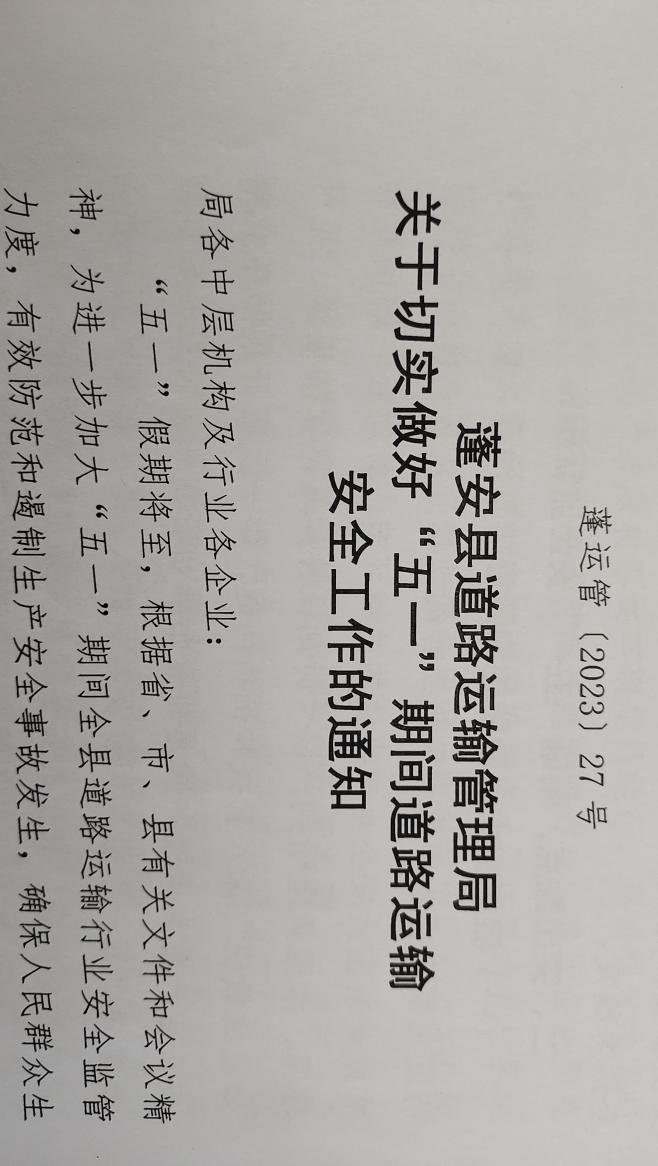 蓬运管〔2023〕27号
蓬安县道路运输管理局
关于切实做好“五一”期间道路运输
安全工作的通知
局各中层机构及行业各企业：
“五一”假期将至，根据省、市、县有关文件和会议精
神，为进一步加大“五一”期间全县道路运输行业安全监管
力度，有效防范和遏制生产安全事故发生，确保人民群众生